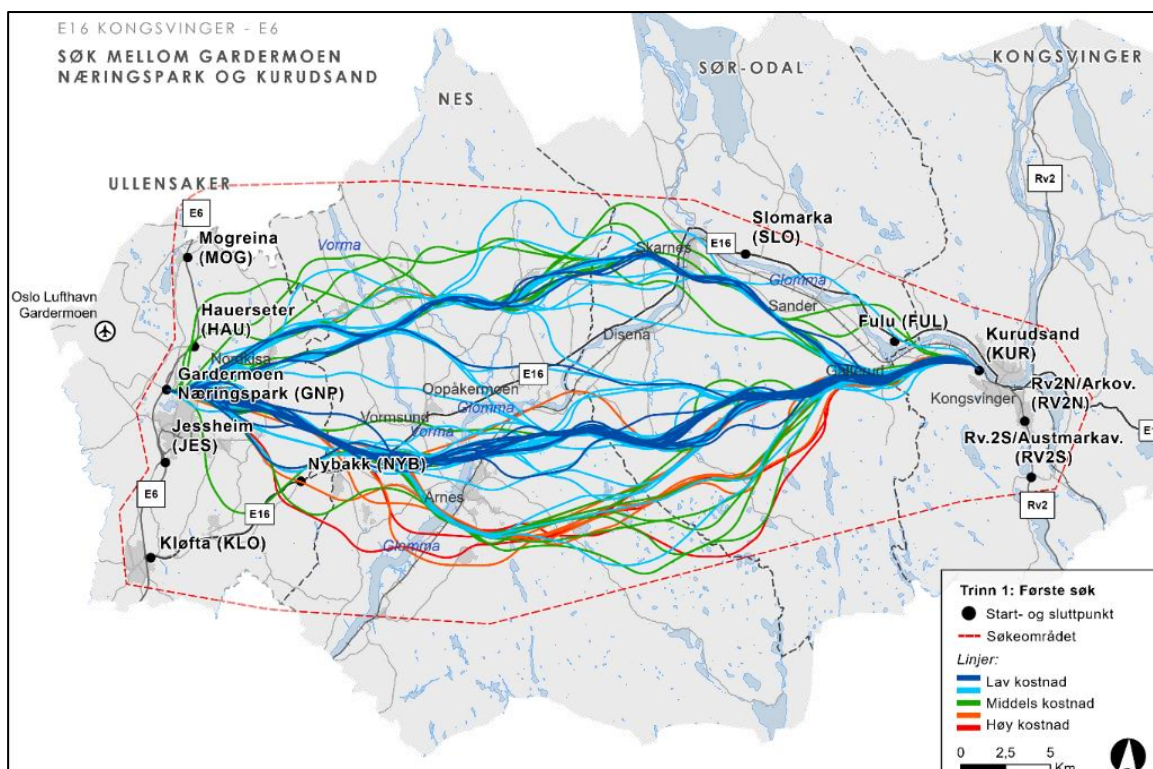 E16 KONGSVINGER - E6
SØK MELLOM GARDERMOEN
NÆRINGSPARK OG KURUDSAND
NES
SØR-ODAL
KONGSVINGER
ULLENSAKER
E6
Mogreina
(MOG)
Vorma
Skarnes
E16
Slomarka
(SLO)
Rv2
Glomma
Oslo Lufthavn
Gardermoen
Hauerseter
(HAU)
Nordkisa
Sander
Disenå
Fulu (FUL)
Kurudsand
(KUR)
Gardermoen
Næringspark (GNP)
Oppåkermoen
E16
Galterud
Kongsvinger
Rv2N/Arkov.
(RV2N)
Jessheim
(JES)
Vormsund
Glomma
Vorma
Rv.2S/Austmarkav.
(RV2S)
E1
Nybakk (NYB)
Årnes
E6
E16
Rv2
Kløfta (KLO)
Glomma
Trinn 1: Første søk
Start- og sluttpunkt
Søkeområdet
Linjer:
Lav kostnad
Middels kostnad
Høy kostnad
0 2,5 5
Km